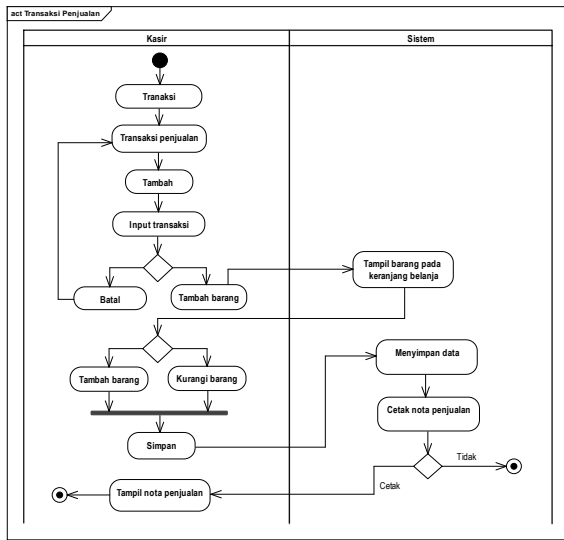 act Transaksi Penjualan
Kasir
Sistem
Tranaksi
Transaksi penjualan
Tambah
Input transaksi
Batal
Tambah barang
Tampil barang pada
keranjang belanja
Tambah barang
Kurangi barang
Simpan
Menyimpan data
Cetak nota penjualan
Tidak
Cetak
Tampil nota penjualan